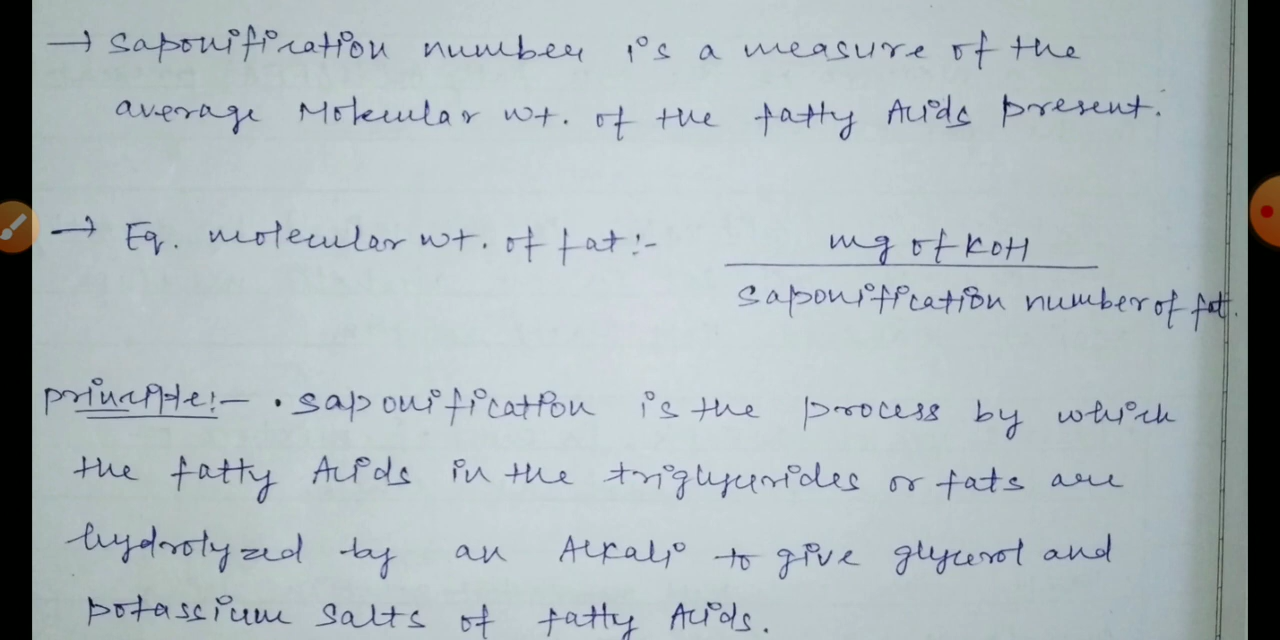 → Saponification number is a measure of the
average Molecular wt. of the fatty Acids present.
→ Eq. molecular wt. of fat:- mg of KOH
Saponification number of fat.
principle:- • saponification is the process by which
the fatty Acids in the triglycerides or fats are
hydrolyzed by an Alkali to give glycerol and
potassium salts of fatty Acids.